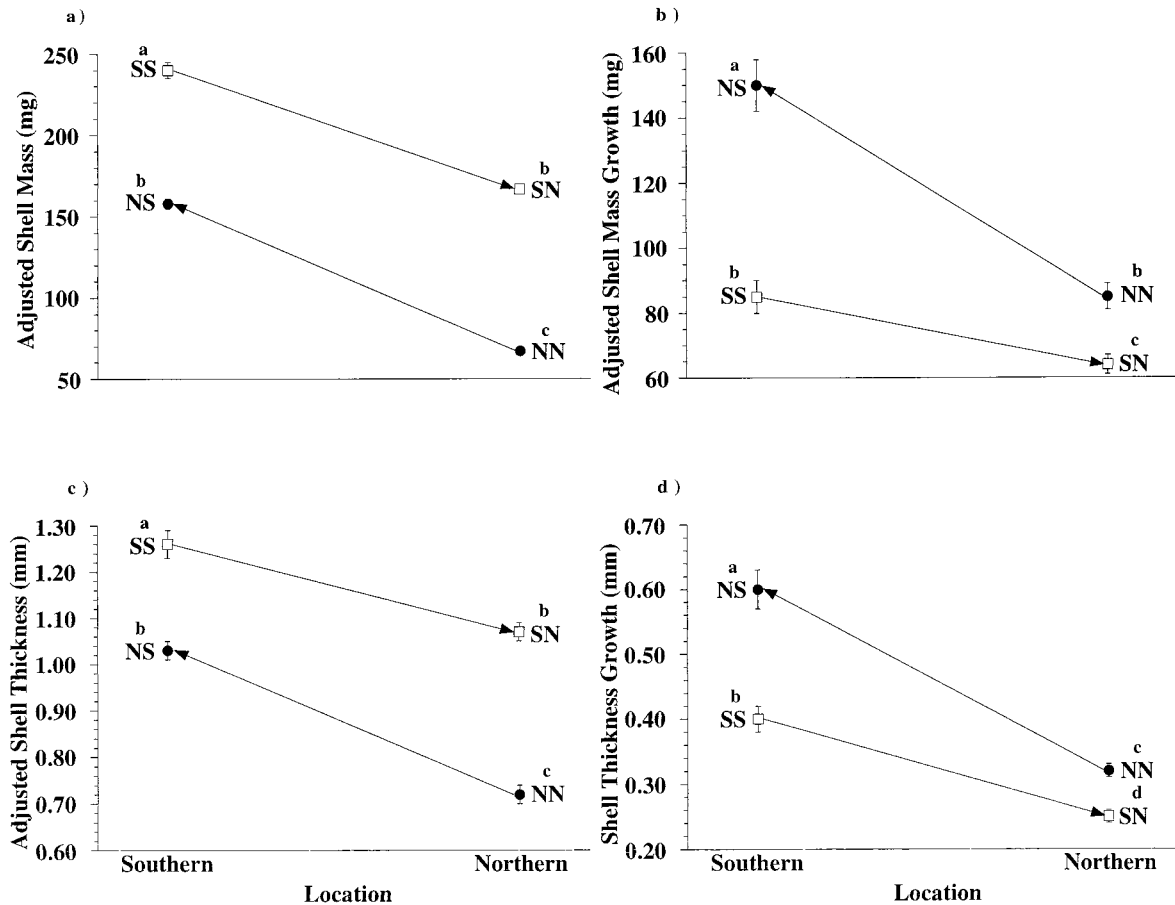 a )
Adjusted Shell Mass (mg)
250
200
150
100
50
a
SS
b
NS
b
SN
c
NN
b )
Adjusted Shell Mass Growth (mg)
160
140
120
100
80
60
a
NS
b
SS
b
NN
c
SN
c )
Adjusted Shell Thickness (mm)
1.30
1.20
1.10
1.00
0.90
0.80
0.70
0.60
a
SS
b
NS
b
SN
c
NN
Southern
Northern
Location
d )
Shell Thickness Growth (mm)
0.70
0.60
0.50
0.40
0.30
0.20
a
NS
b
SS
c
NN
d
SN
Southern
Northern
Location